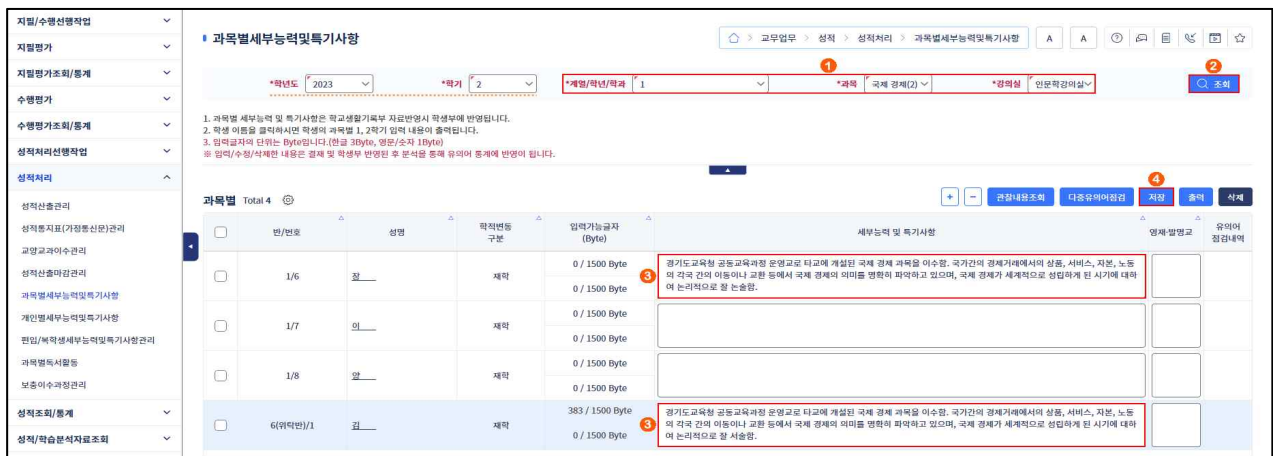 지필/수행선행작업
지필평가
지필평가조회/통계
수행평가
수행평가조회/통계
성적처리선행작업
성적처리
성적산출관리
성적통지표(가정통신문)관리
교양교과이수관리
성적산출마감관리
과목별세부능력및특기사항
개인별세부능력및특기사항
편입/복학생세부능력및특기사항관리
과목별독서활동
보충이수과정관리
성적조회/통계
성적/학습분석자료조회
과목별세부능력및특기사항
교무업무 > 성적 > 성적처리 > 과목별세부능력및특기사항
A A
1 2
*학년도 2023 *학기 2 *계열/학년/학과 1 *과목 국제 경제(2) *강의실 인문학강의실 조회
1. 과목별 세부능력 및 특기사항은 학교생활기록부 자료반영시 학생부에 반영됩니다.
2. 학생 이름을 클릭하시면 학생의 과목별 1, 2학기 입력 내용이 출력됩니다.
3. 입력글자의 단위는 Byte입니다.(한글 3Byte, 영문/숫자 1Byte)
※ 입력/수정/삭제한 내용은 결재 및 학생부 반영된 후 분석을 통해 유의어 통계에 반영이 됩니다.
4
과목별 Total 4 + - 관찰내용조회 다중유의어점검 저장 출력 삭제
반/번호 성명 학적변동 구분 입력가능글자 (Byte) 세부능력 및 특기사항 영재·발명교 유의어 점검내역
1/6 장 재학 0 / 1500 Byte
0 / 1500 Byte
3 경기도교육청 공동교육과정 운영교로 타교에 개설된 국제 경제 과목을 이수함. 국가간의 경제거래에서의 상품, 서비스, 자본, 노동
의 각국 간의 이동이나 교환 등에서 국제 경제의 의미를 명확히 파악하고 있으며, 국제 경제가 세계적으로 성립하게 된 시기에 대하
여 논리적으로 잘 논술함.
1/7 이 재학 0 / 1500 Byte
0 / 1500 Byte
1/8 양 재학 0 / 1500 Byte
0 / 1500 Byte
6(위탁반)/1 김 재학 383 / 1500 Byte
0 / 1500 Byte
3 경기도교육청 공동교육과정 운영교로 타교에 개설된 국제 경제 과목을 이수함. 국가간의 경제거래에서의 상품, 서비스, 자본, 노동
의 각국 간의 이동이나 교환 등에서 국제 경제의 의미를 명확히 파악하고 있으며, 국제 경제가 세계적으로 성립하게 된 시기에 대하
여 논리적으로 잘 서술함.